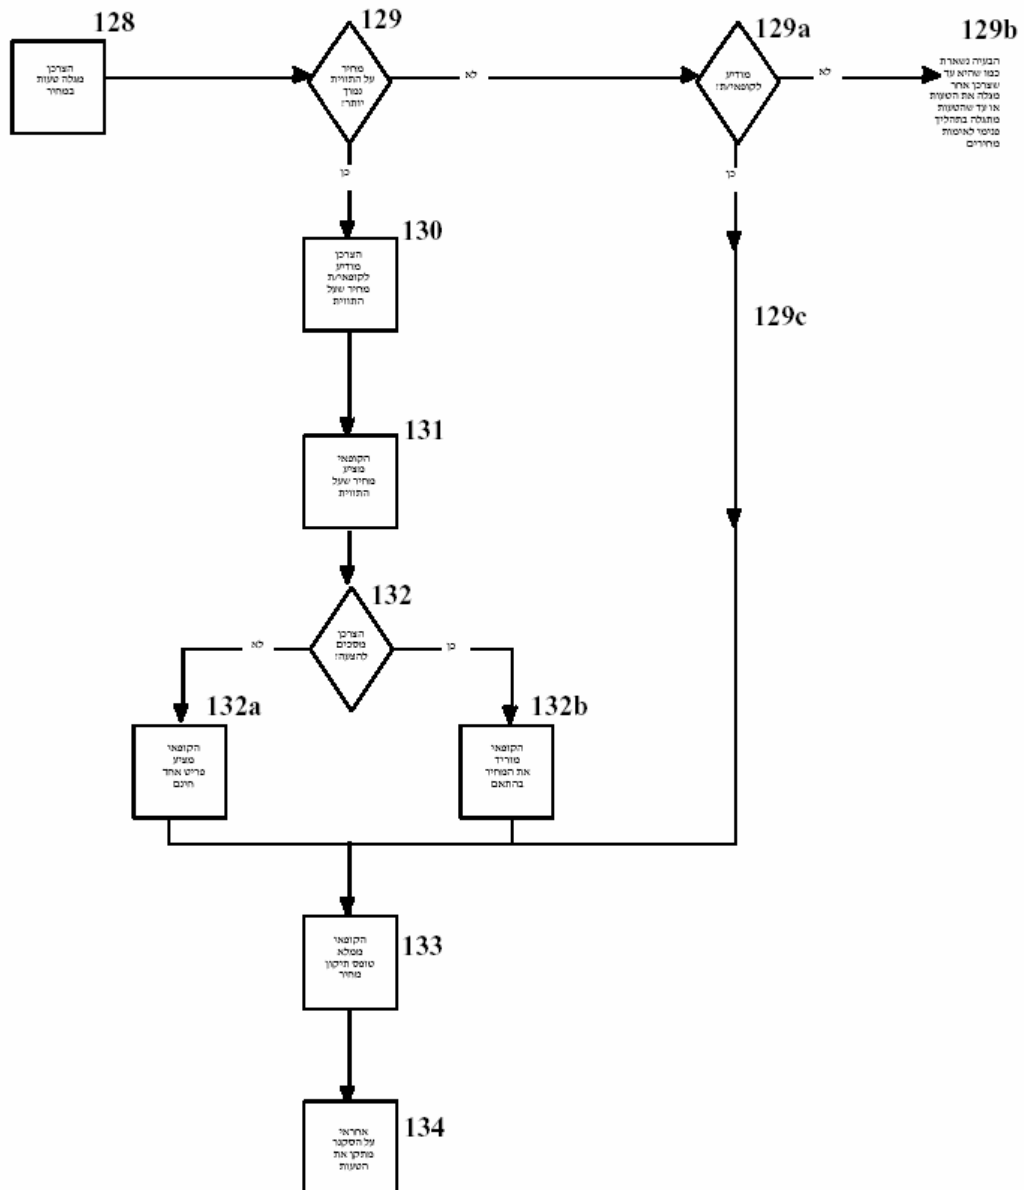 128
הצרכן
מגלה טעות
במחיר
129
מחיר
על התווית
נמוך
יותר?
לא
129a
מודיע
לקופאי/ת?
לא
129b
הבעיה נשארת
כמו שהיא עד
שצרכן אחר
מגלה את הטעות
או עד שהטעות
מתגלה בתהליך
פנימי לאימות
מחירים
כן
כן
130
הצרכן
מודיע
לקופאי/ת
מחיר שעל
התווית
129c
131
הקופאי
מציע
מחיר שעל
התווית
132
הצרכן
מסכים
להצעה?
לא
כן
132a
הקופאי
מציע
פריט אחד
חינם
132b
הקופאי
מוריד
את המחיר
בהתאם
133
הקופאי
ממלא
טופס תיקון
מחיר
134
אחראי
על הסקנר
מתקן את
הטעות